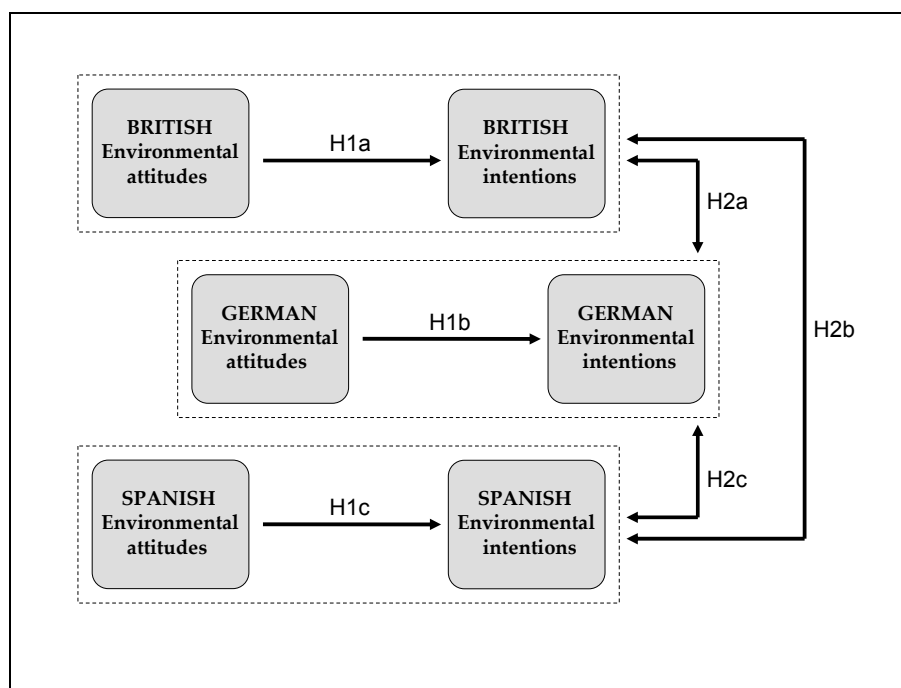 BRITISH
Environmental
attitudes
H1a
BRITISH
Environmental
intentions
H2a
GERMAN
Environmental
attitudes
H1b
GERMAN
Environmental
intentions
H2b
SPANISH
Environmental
attitudes
H1c
SPANISH
Environmental
intentions
H2c